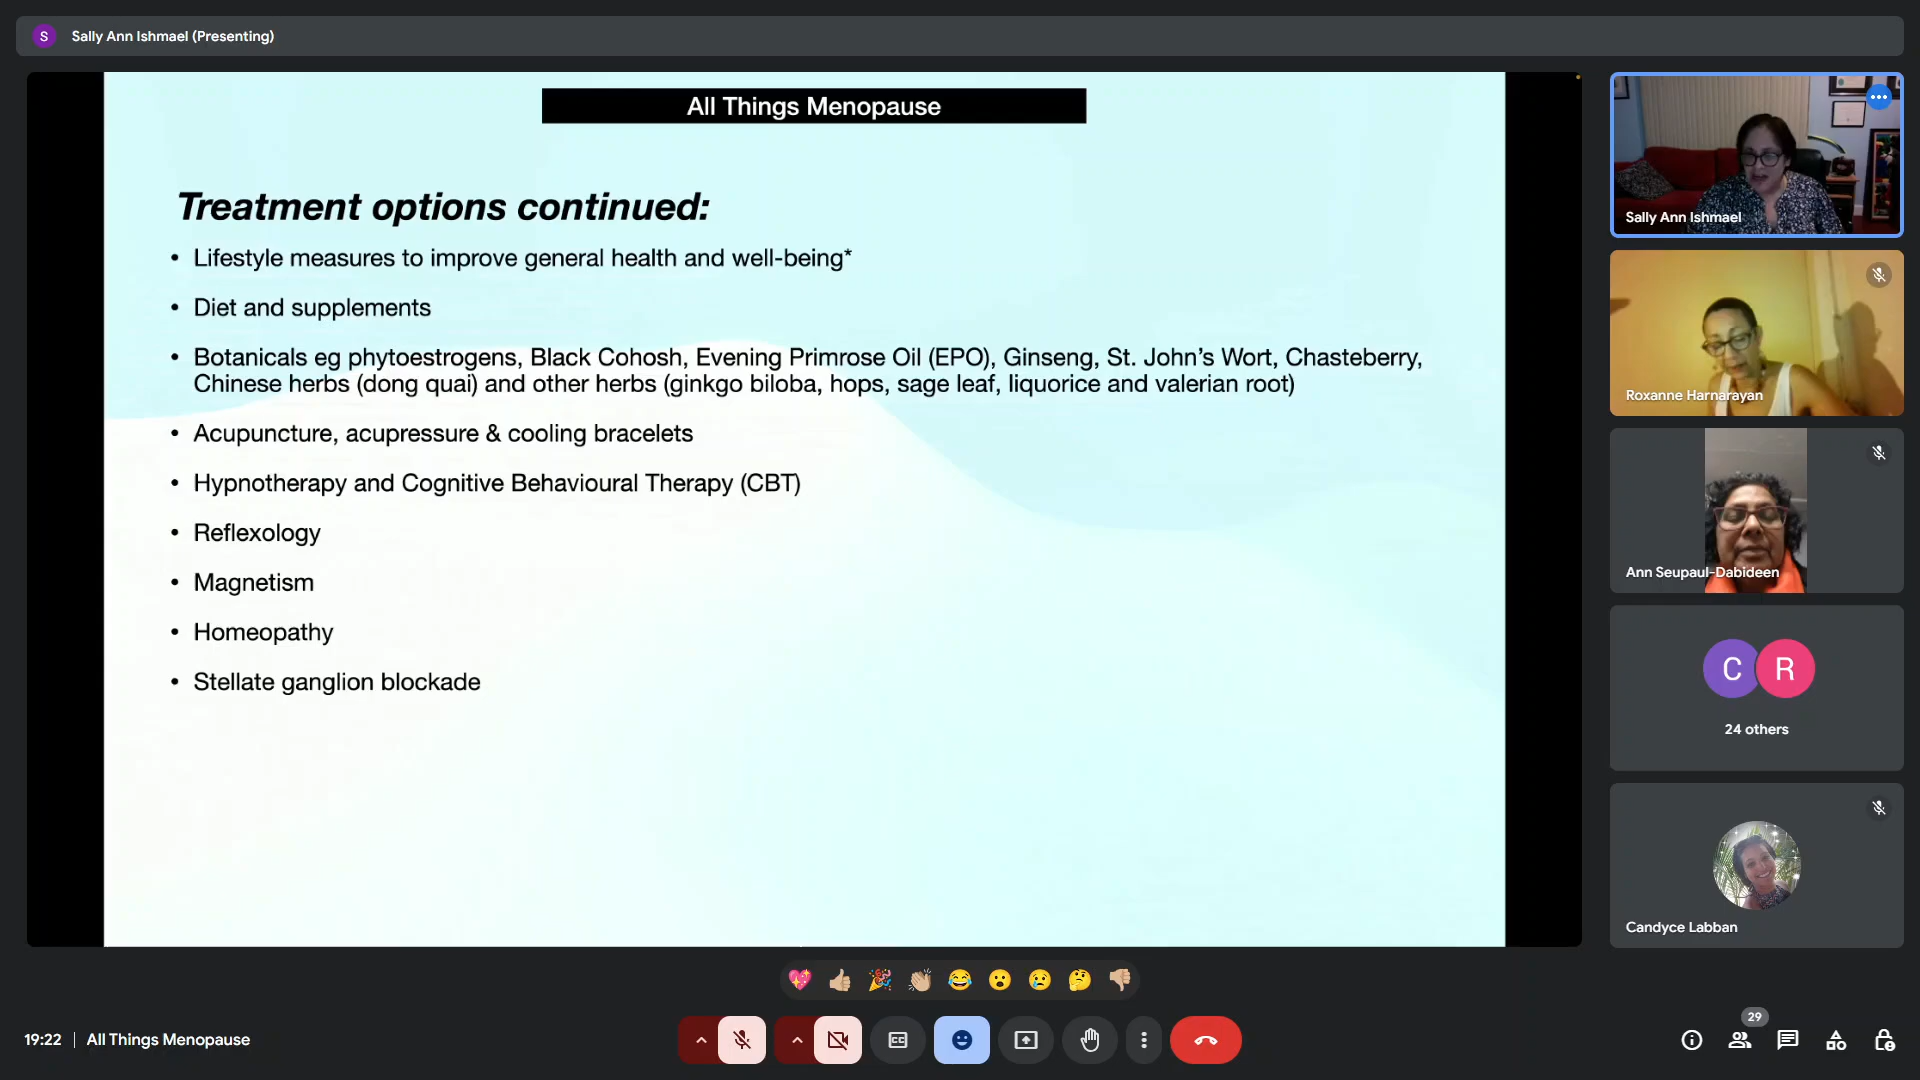 S Sally Ann Ishmael (Presenting)
All Things Menopause
Treatment options continued:
• Lifestyle measures to improve general health and well-being*
• Diet and supplements
• Botanicals eg phytoestrogens, Black Cohosh, Evening Primrose Oil (EPO), Ginseng, St. John's Wort, Chasteberry,
Chinese herbs (dong quai) and other herbs (ginkgo biloba, hops, sage leaf, liquorice and valerian root)
• Acupuncture, acupressure & cooling bracelets
• Hypnotherapy and Cognitive Behavioural Therapy (CBT)
• Reflexology
• Magnetism
• Homeopathy
• Stellate ganglion blockade
Sally Ann Ishmael
Roxanne Harnarayan
Ann Seupaul-Dabideen
C R
24 others
Candyce Labban
19:22 | All Things Menopause
CC
29